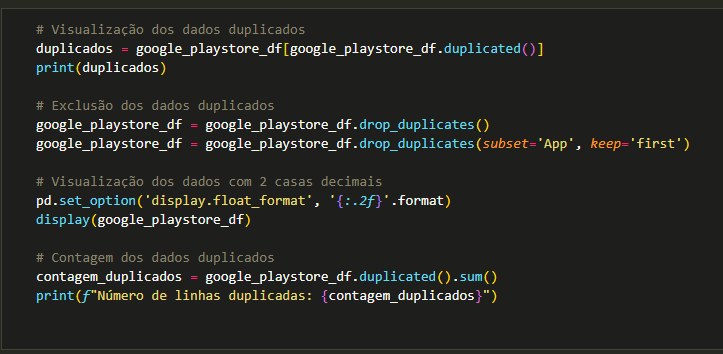 # Visualização dos dados duplicados
duplicados = google_playstore_df[google_playstore_df.duplicated()]
print(duplicados)
# Exclusão dos dados duplicados
google_playstore_df = google_playstore_df.drop_duplicates()
google_playstore_df = google_playstore_df.drop_duplicates(subset='App', keep='first')
# Visualização dos dados com 2 casas decimais
pd.set_option('display.float_format', '{:.2f}'.format)
display(google_playstore_df)
# Contagem dos dados duplicados
contagem_duplicados = google_playstore_df.duplicated().sum()
print(f"Número de linhas duplicadas: {contagem_duplicados}")